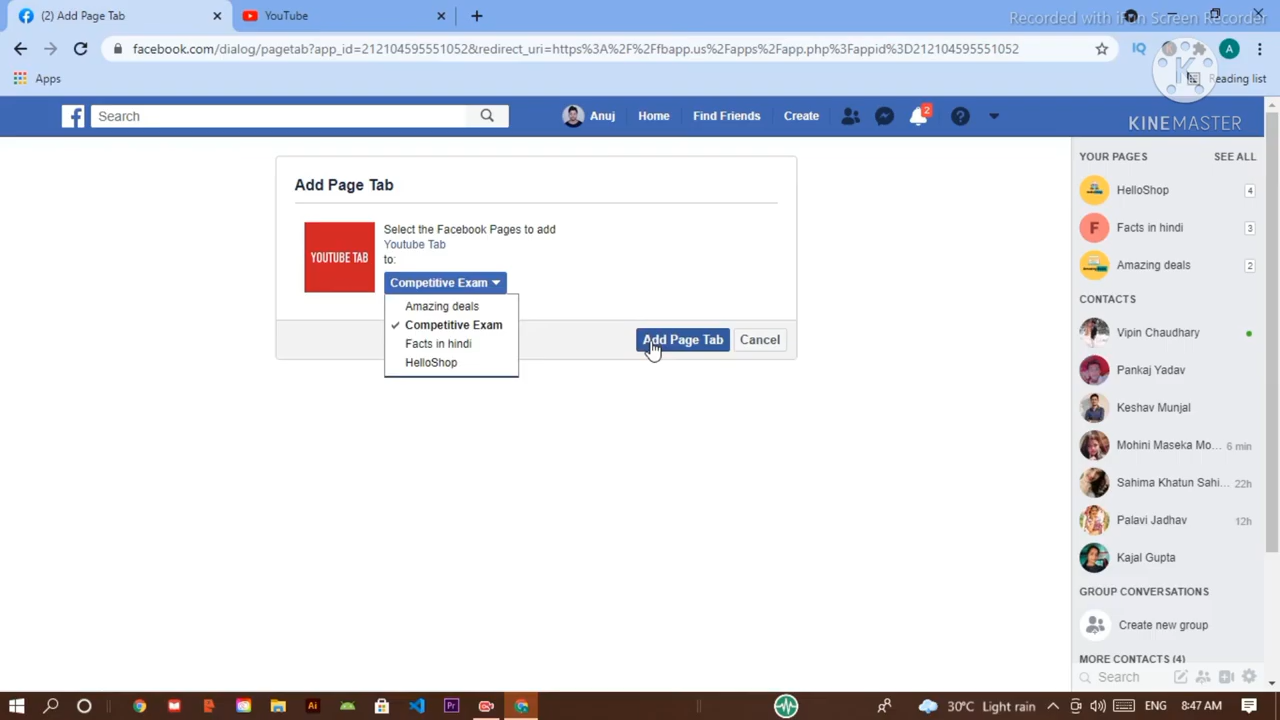 (2) Add Page Tab
YouTube
Recorded with iFun Screen Recorder
facebook.com/dialog/pagetab?app_id=212104595551052&redirect_uri=https%3A%2F%2Ffbapp.us%2Fapps%2Fapp.php%3Fappid%3D212104595551052
IQ
A
Apps
Reading list
K
Search
Anuj
Home
Find Friends
Create
2
KINEMASTER
Add Page Tab
YOUTUBE TAB
Select the Facebook Pages to add
Youtube Tab
to:
Competitive Exam
Amazing deals
Competitive Exam
Facts in hindi
HelloShop
Add Page Tab
Cancel
YOUR PAGES
SEE ALL
HelloShop
4
F
Facts in hindi
3
Amazing deals
2
CONTACTS
Vipin Chaudhary
Pankaj Yadav
Keshav Munjal
Mohini Maseka Mo...
6 min
Sahima Khatun Sahi...
22h
Palavi Jadhav
12h
Kajal Gupta
GROUP CONVERSATIONS
Create new group
MORE CONTACTS (4)
Search
Ai
Pr
30°C Light rain
ENG
8:47 AM